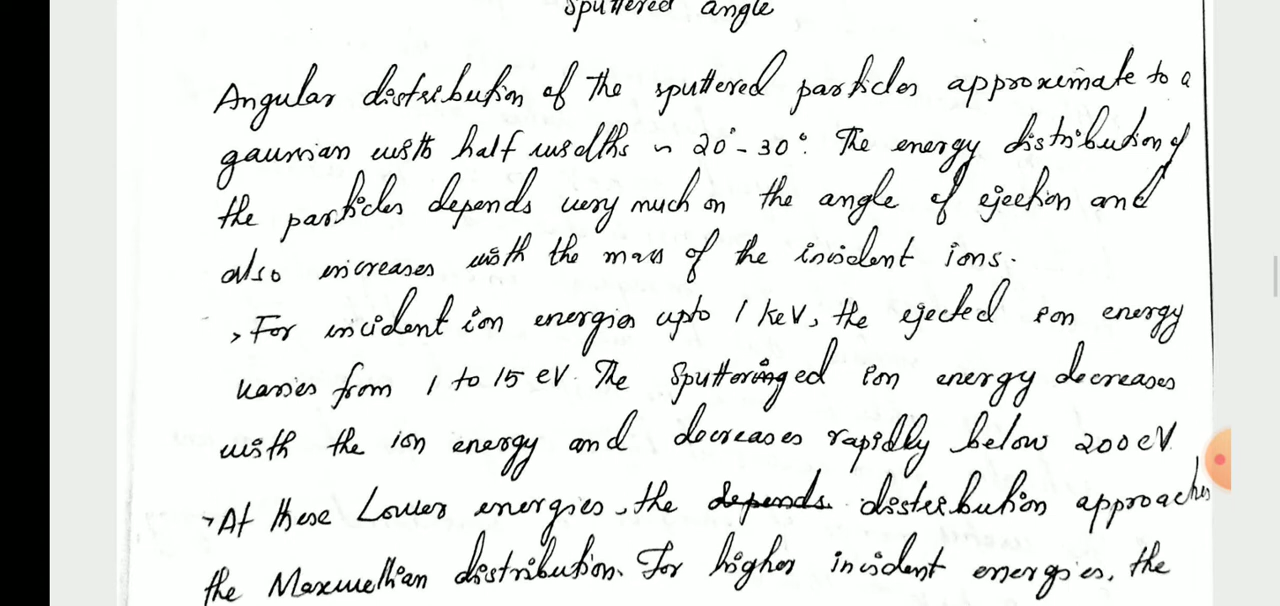 sputtered angle
Angular distribution of the sputtered particles approximate to a
gaussian with half widths ~ 20° - 30°. The energy distribution of
the particles depends very much on the angle of ejection and
also increases with the mass of the incident ions.
> For incident ion energies upto 1 keV, the ejected ion energy
varies from 1 to 15 eV. The Sputteringed ion energy decreases
with the ion energy and decreases rapidly below 200 eV.
> At these Lower energies, the depends distribution approaches
the Maxwellian distribution. For higher incident energies, the